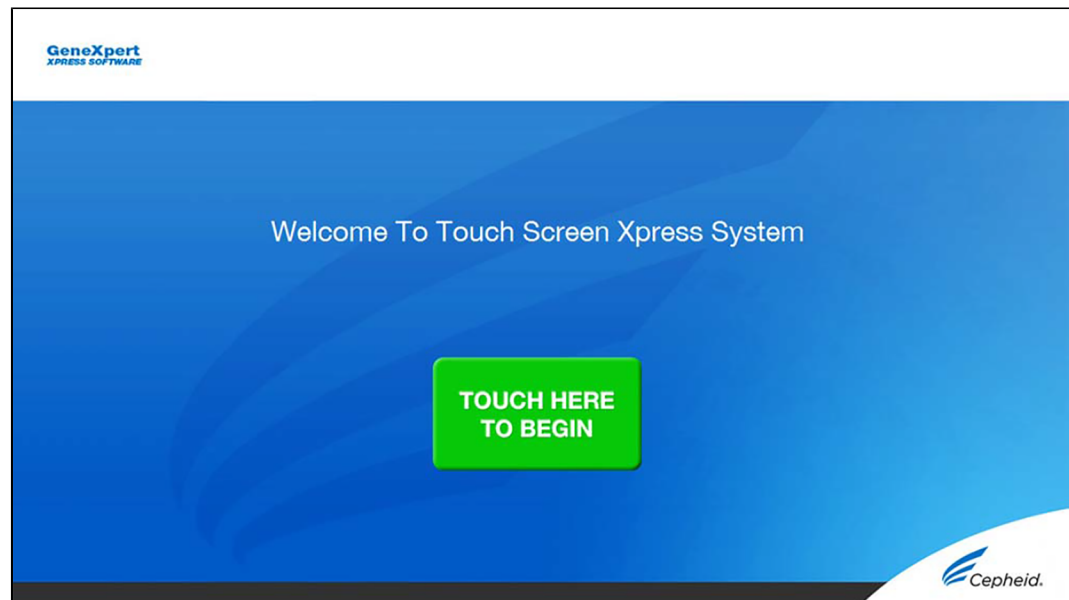 GeneXpert
XPRESS SOFTWARE
Welcome To Touch Screen Xpress System
TOUCH HERE
TO BEGIN
Cepheid.